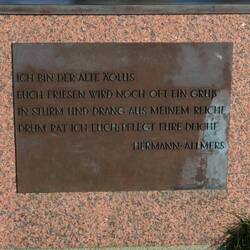 ICH BIN DER ALTE ÄOLUS
EUCH FRIESEN WIRD NOCH OFT EIN GRUß
IN STURM UND DRANG AUS MEINEM REICHE
DRUM RAT ICH EUCH: PFLEGT EURE DEICHE
HERMANN-ALLMERS